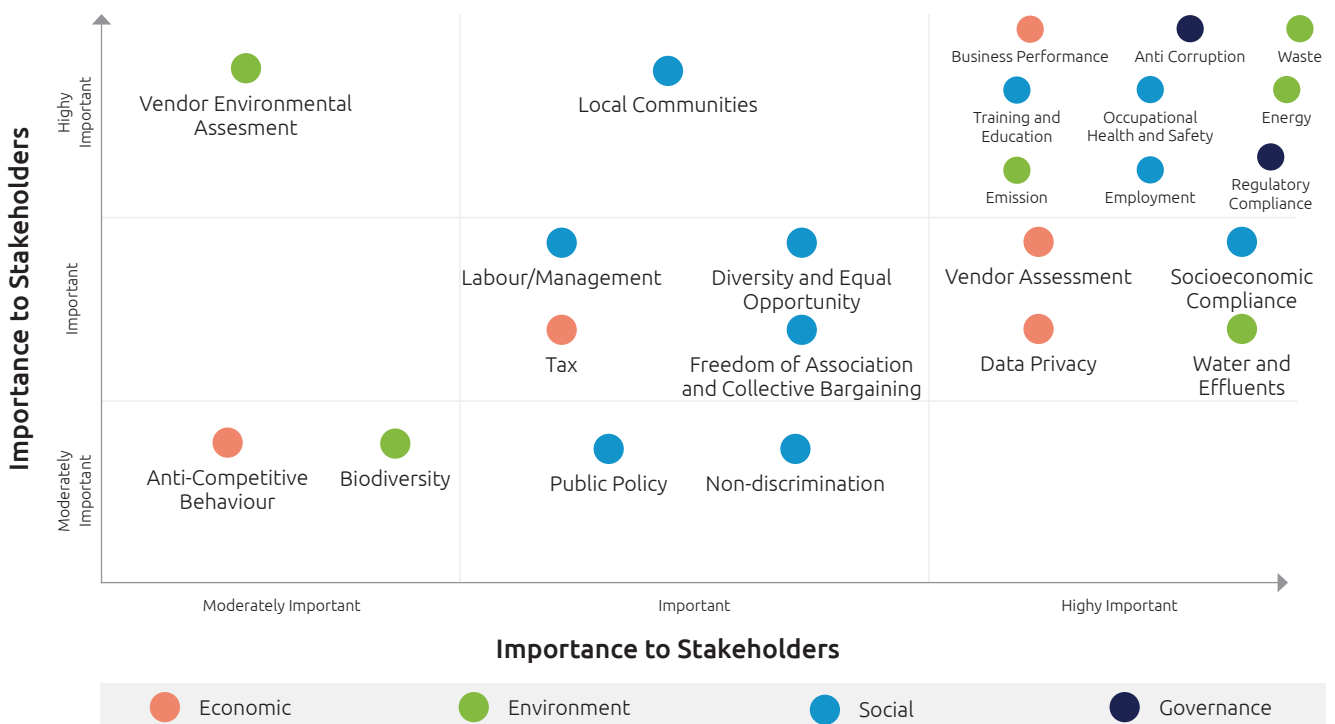 Importance to Stakeholders
Highy
Important
Important
Moderately
Important
Vendor Environmental
Assesment
Local Communities
Business Performance
Anti Corruption
Waste
Training and
Education
Occupational
Health and Safety
Energy
Emission
Employment
Regulatory
Compliance
Labour/Management
Diversity and Equal
Opportunity
Vendor Assessment
Socioeconomic
Compliance
Tax
Freedom of Association
and Collective Bargaining
Data Privacy
Water and
Effluents
Anti-Competitive
Behaviour
Biodiversity
Public Policy
Non-discrimination
Moderately Important
Important
Highy Important
Importance to Stakeholders
Economic
Environment
Social
Governance